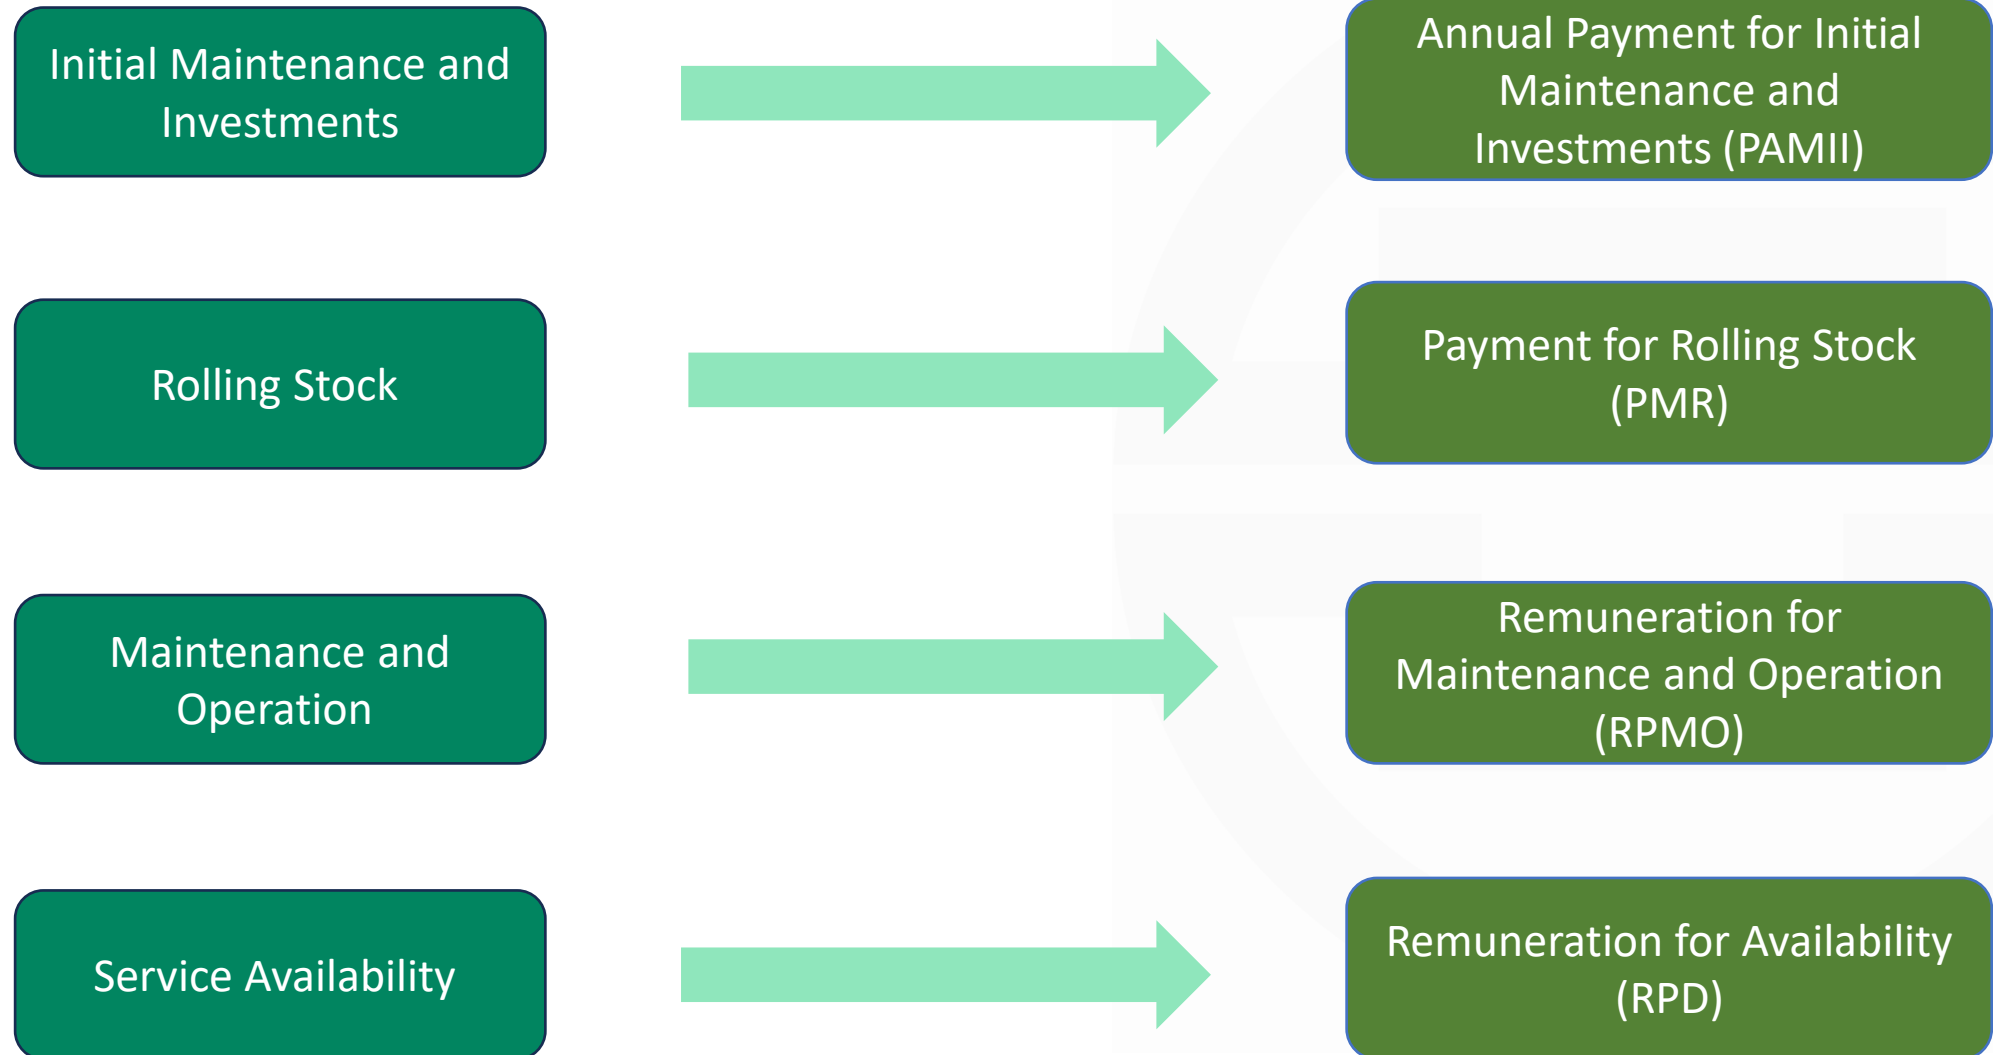 Initial Maintenance and
Investments
Annual Payment for Initial
Maintenance and
Investments (PAMII)
Rolling Stock
Payment for Rolling Stock
(PMR)
Maintenance and
Operation
Remuneration for
Maintenance and Operation
(RPMO)
Service Availability
Remuneration for Availability
(RPD)